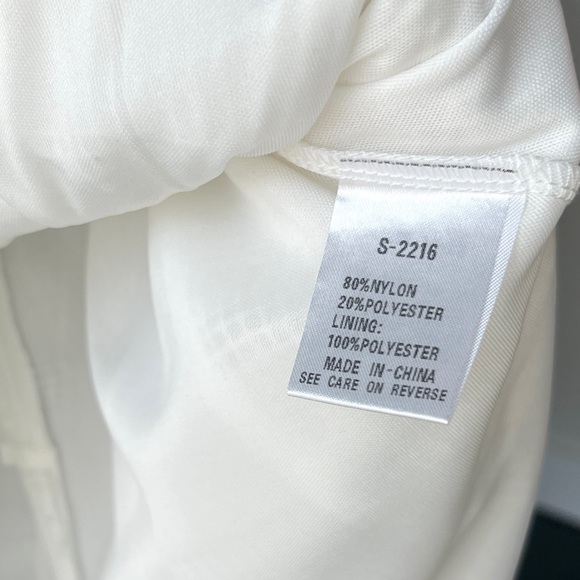 S-2216
80%NYLON
20%POLYESTER
LINING:
100%POLYESTER
MADE IN-CHINA
SEE CARE ON REVERSE